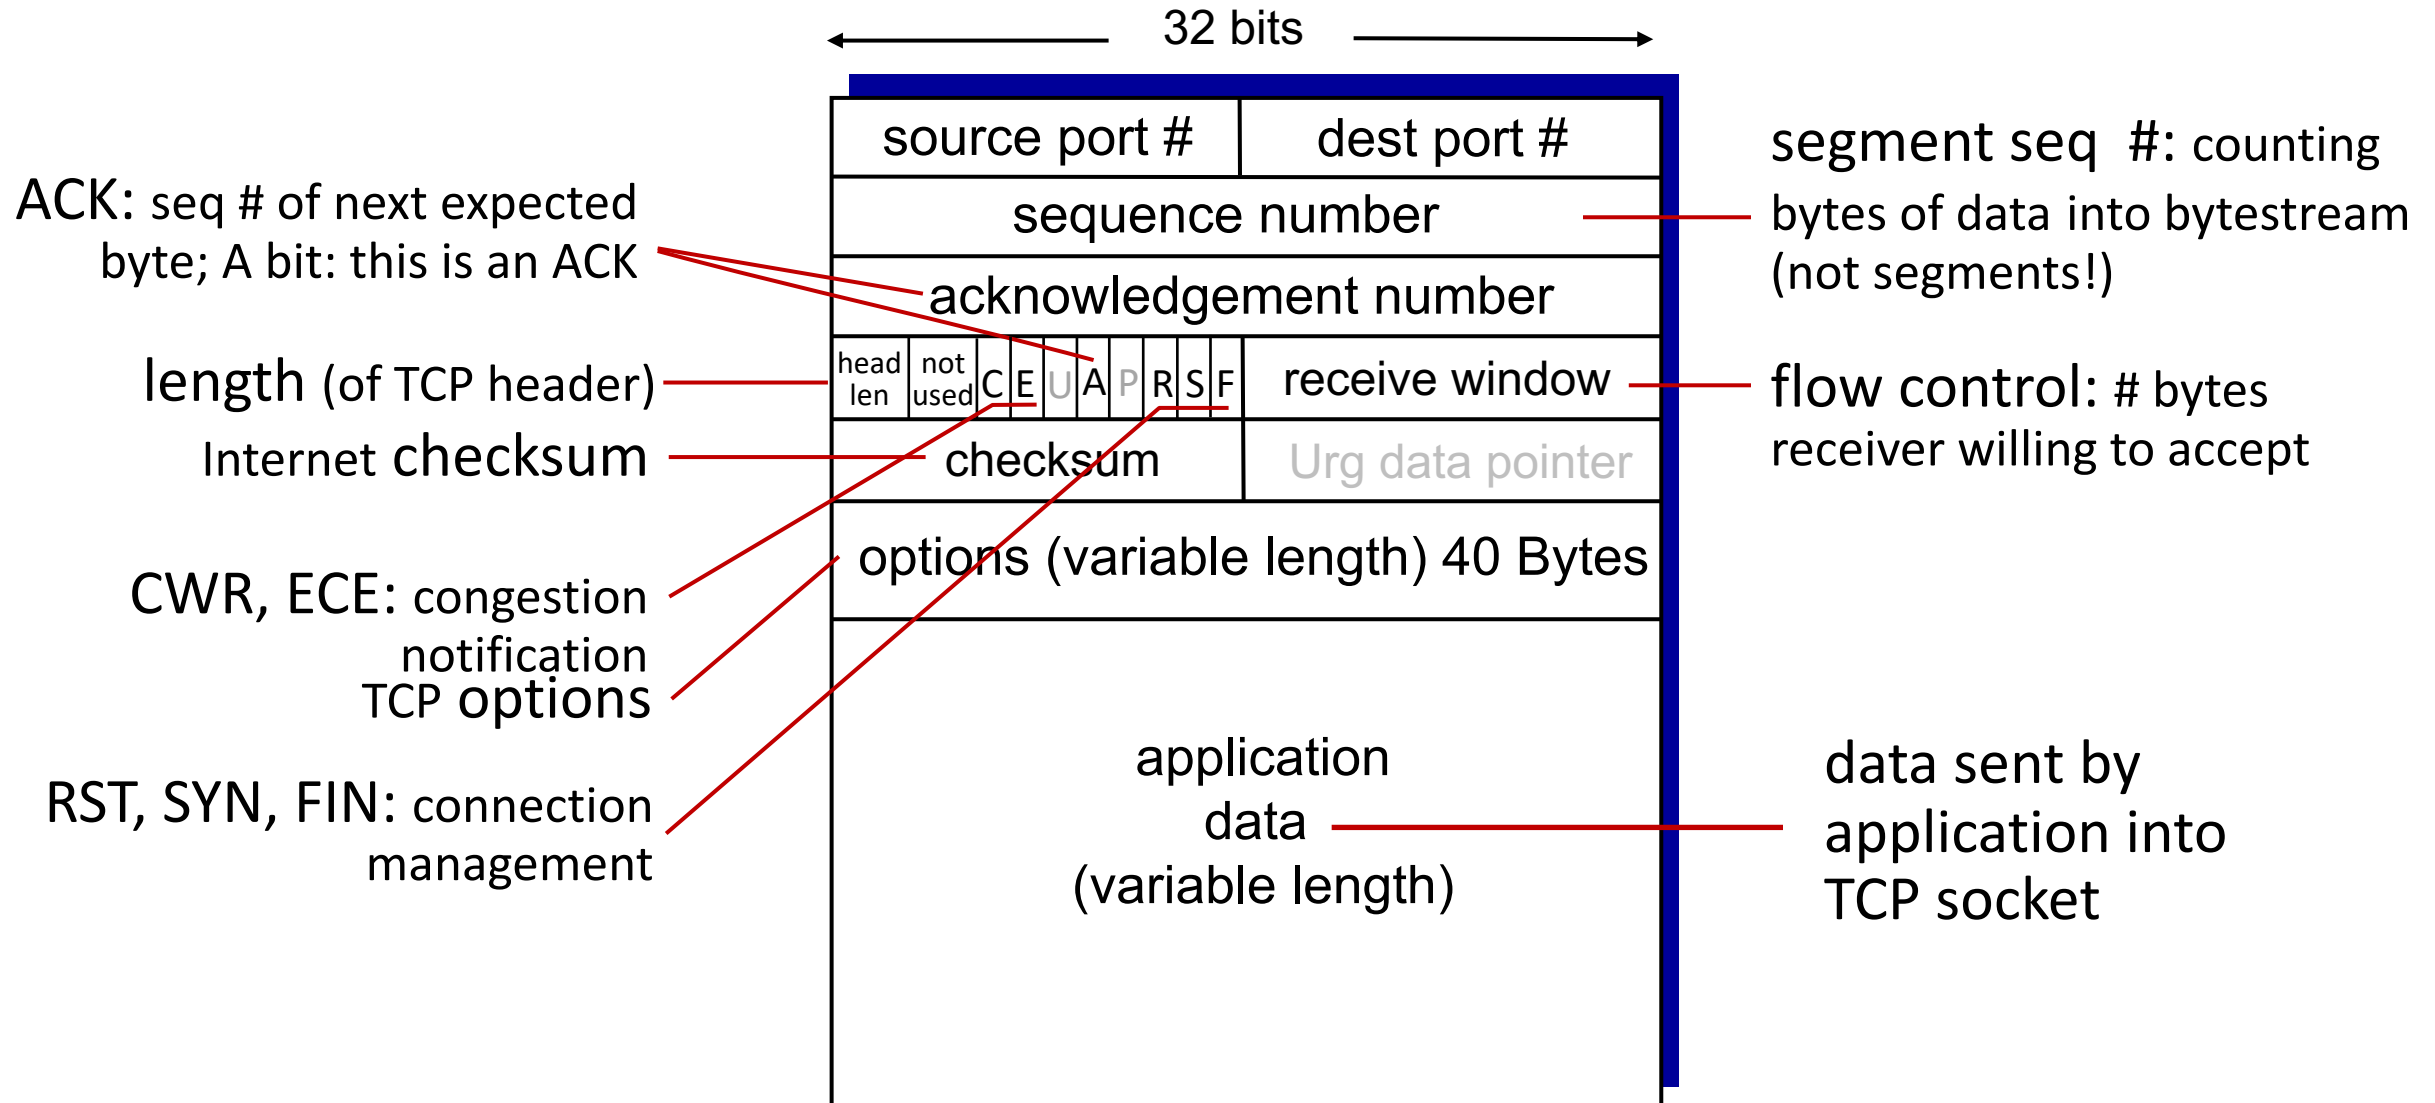 32 bits
source port #
dest port #
sequence number
acknowledgement number
head
len
not
used
C
E
U
A
P
R
S
F
receive window
checksum
Urg data pointer
options (variable length) 40 Bytes
application
data
(variable length)
ACK: seq # of next expected
byte; A bit: this is an ACK
length (of TCP header)
Internet checksum
CWR, ECE: congestion
notification
TCP options
RST, SYN, FIN: connection
management
segment seq #: counting
bytes of data into bytestream
(not segments!)
flow control: # bytes
receiver willing to accept
data sent by
application into
TCP socket